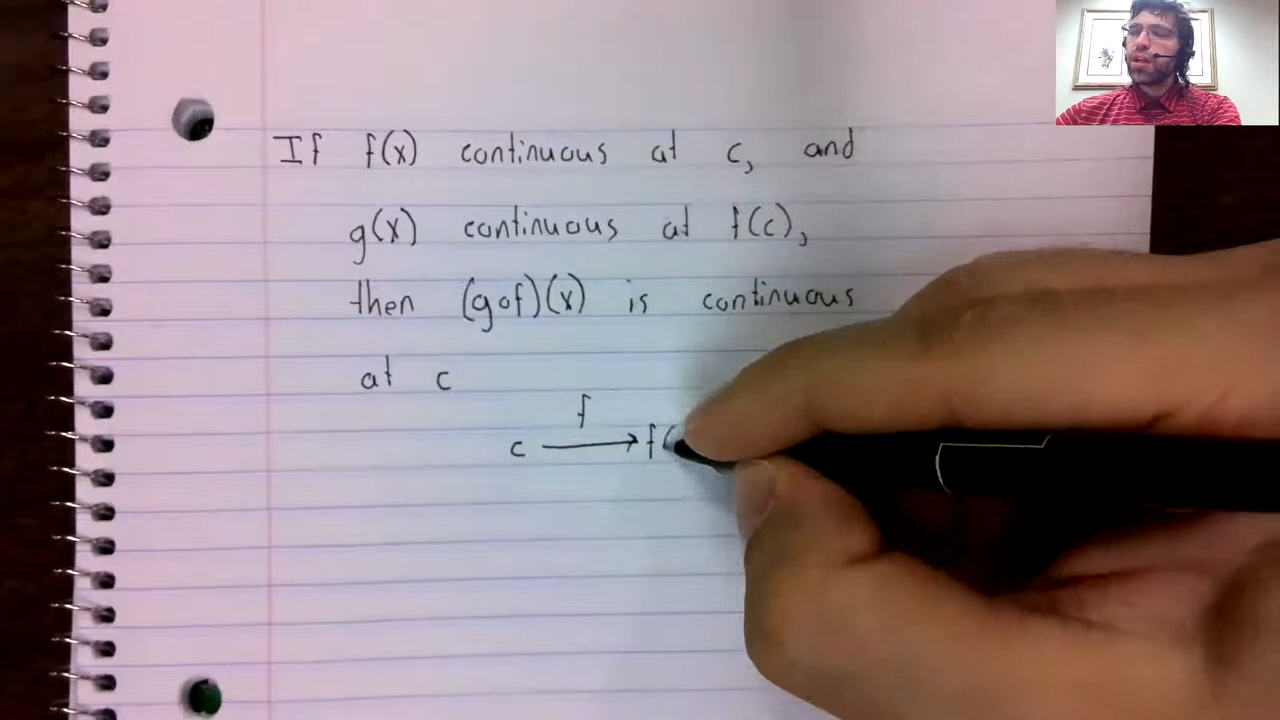 If f(x) continuous at c, and
g(x) continuous at f(c),
then (g∘f)(x) is continuous
at c
f
c → f(